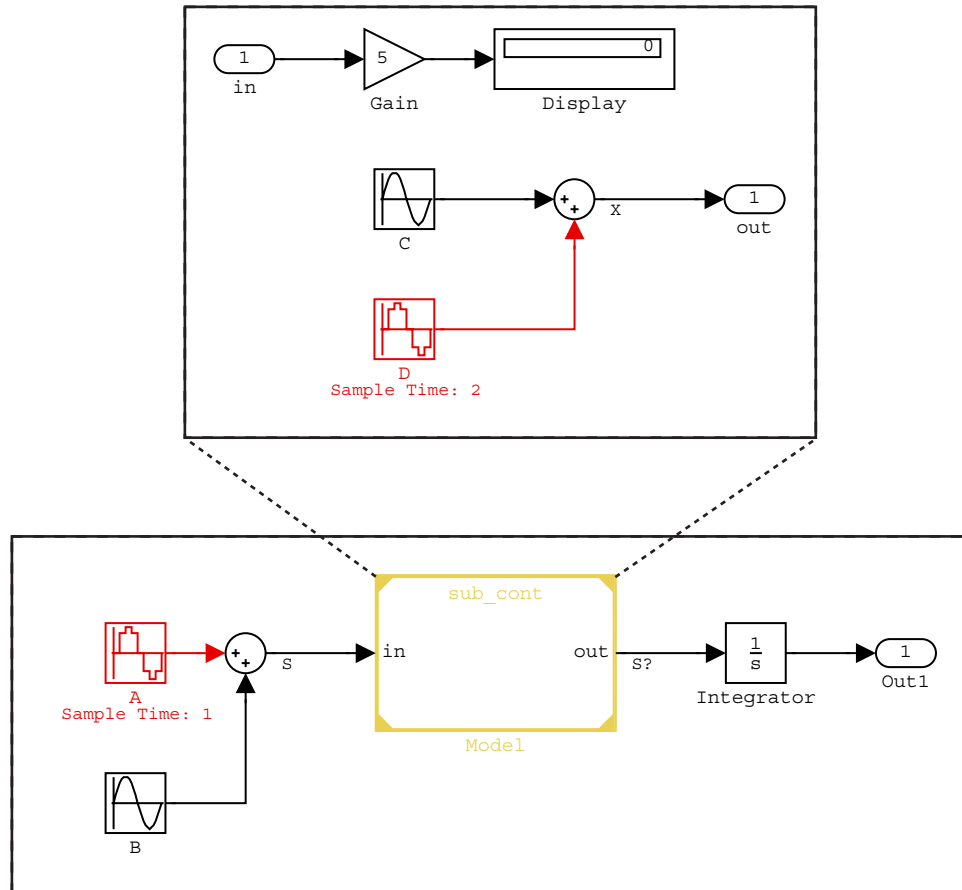 1
in
5
Gain
0
Display
C
+
+
X
1
out
D
Sample Time: 2
sub_cont
in
out
Model
A
Sample Time: 1
+
+
S
B
S?
1
s
Integrator
1
Out1